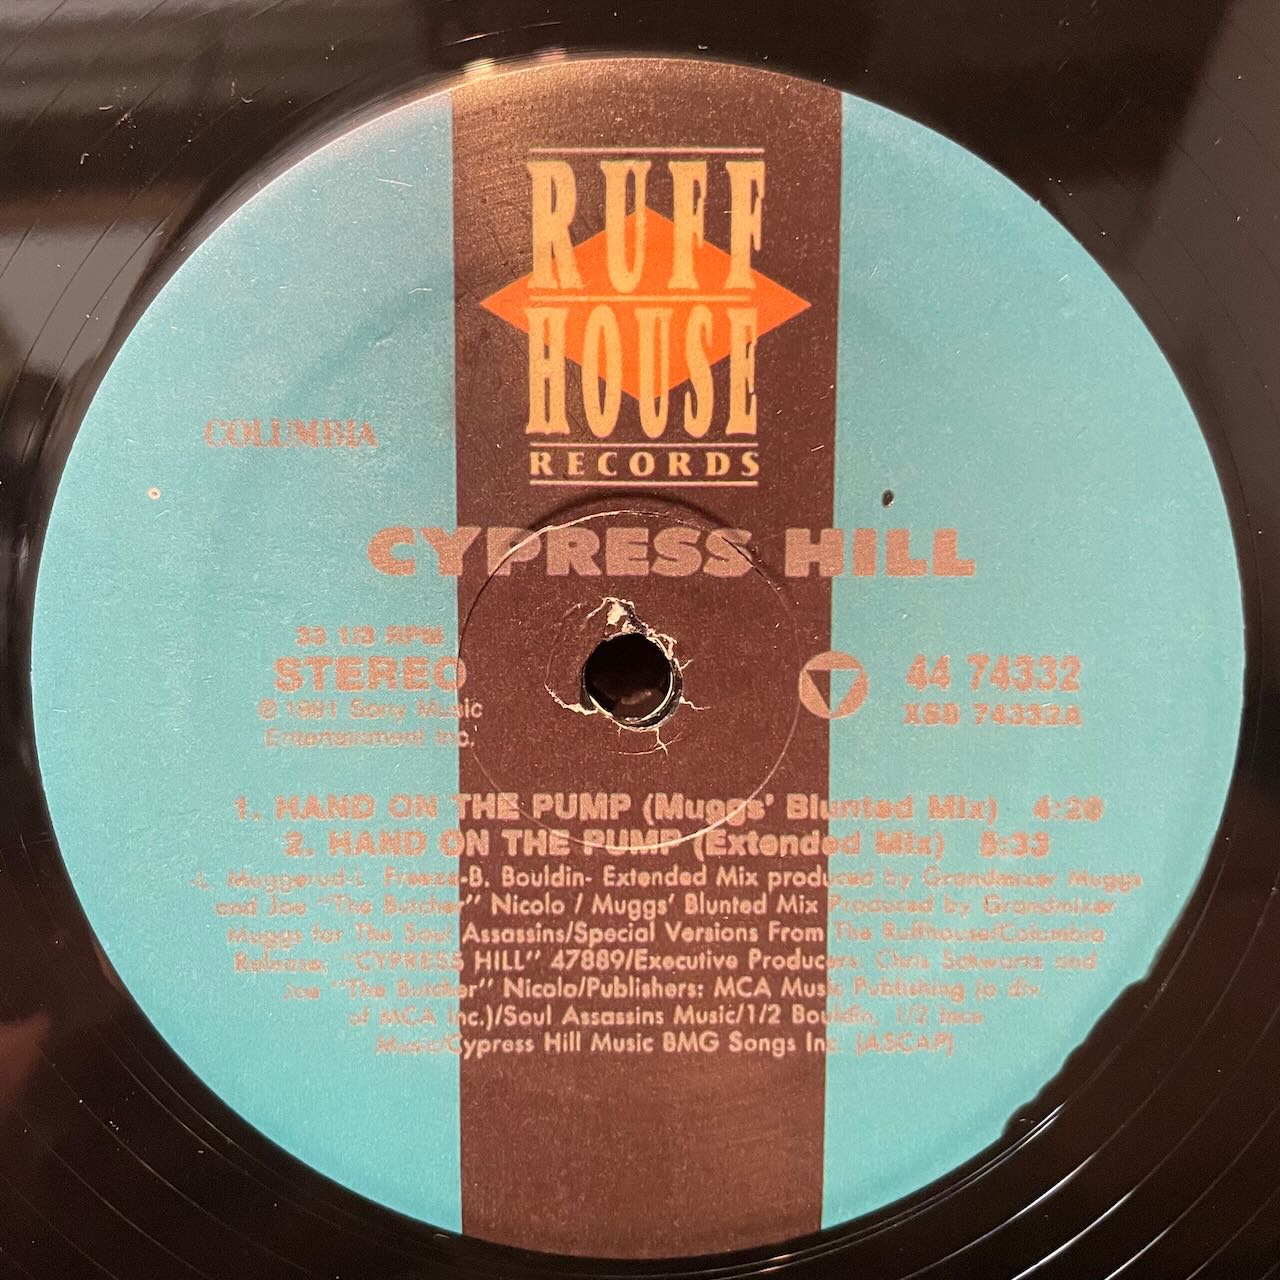 RUFF
HOUSE
RECORDS
COLUMBIA
CYPRESS HILL
33 1/3 RPM
STEREO
℗ 1991 Sony Music
Entertainment Inc.
44 74332
XSB 74332A
1. HAND ON THE PUMP (Muggs' Blunted Mix) 4:28
2. HAND ON THE PUMP (Extended Mix) 5:33
-L. Muggerud-L. Freeze-B. Bouldin- Extended Mix produced by Grandmixer Muggs
and Joe "The Butcher" Nicolo / Muggs' Blunted Mix Produced by Grandmixer
Muggs for The Soul Assassins/Special Versions From The Ruffhouse/Columbia
Release: "CYPRESS HILL" 47889/Executive Producers: Chris Schwartz and
Joe "The Butcher" Nicolo/Publishers: MCA Music Publishing (a div.
of MCA Inc.)/Soul Assassins Music/1/2 Bouldin, 1/2
Music/Cypress Hill Music BMG Songs Inc. (ASCAP)